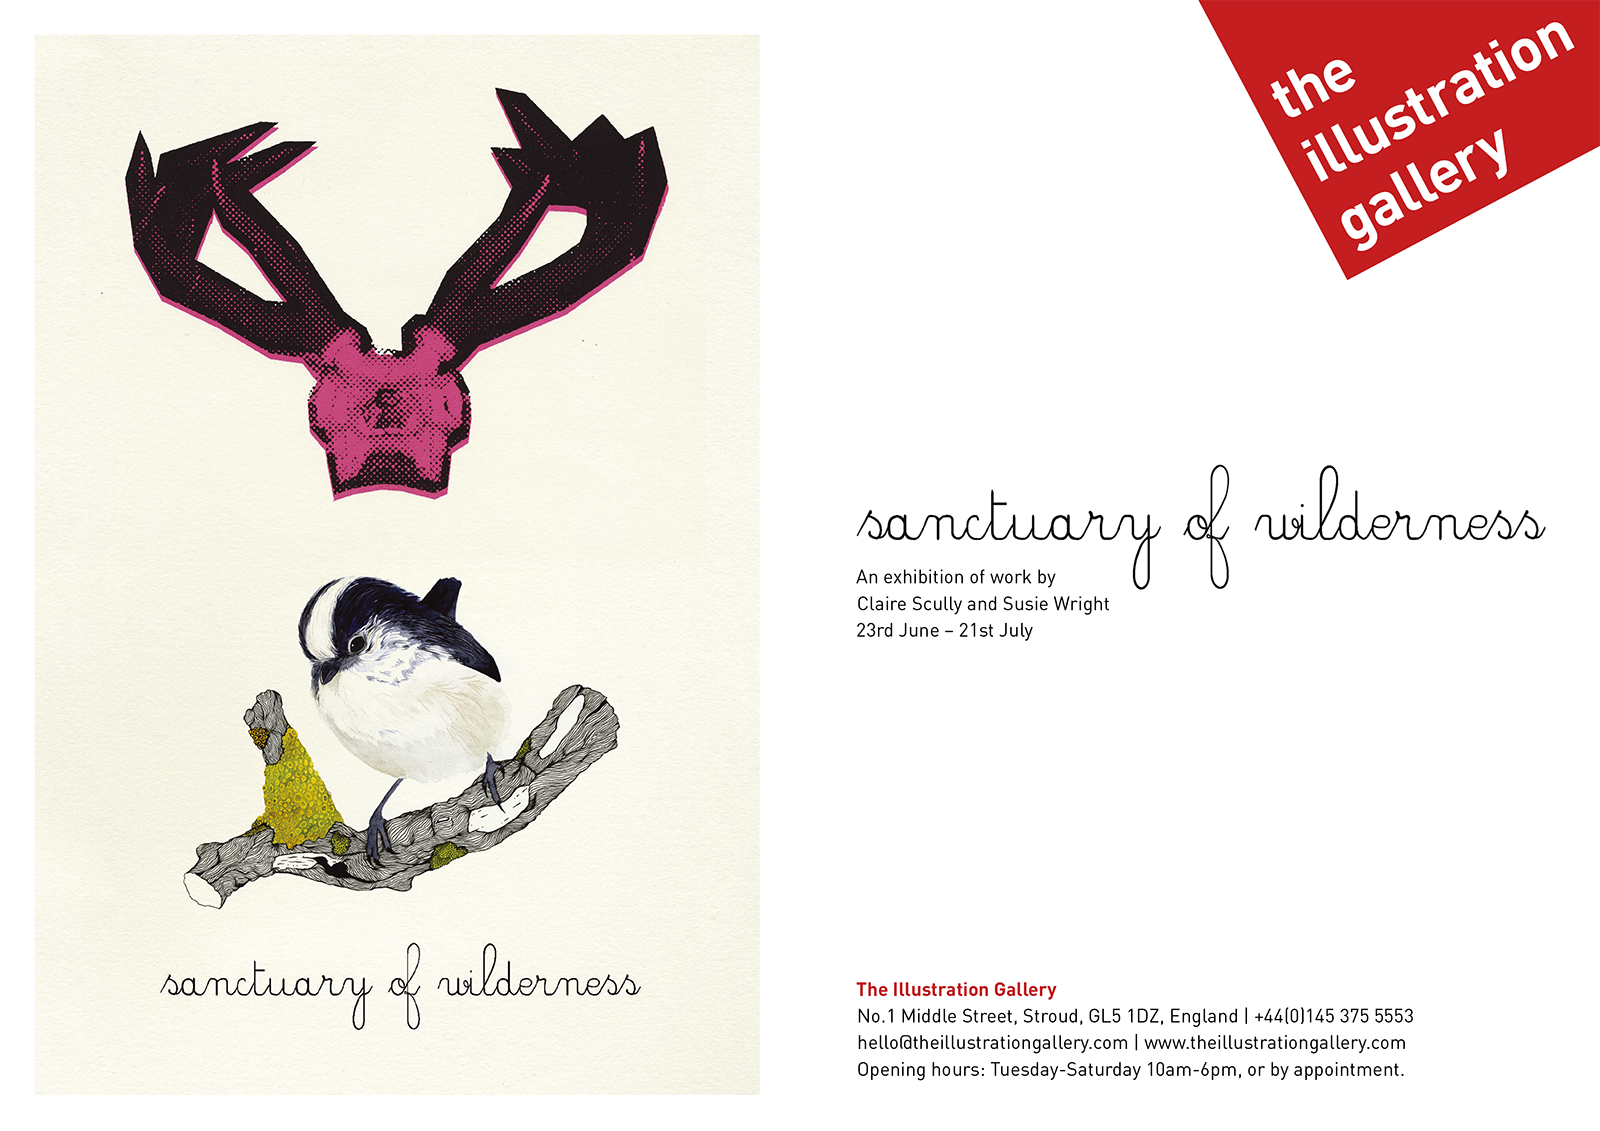 sanctuary of wilderness
the
illustration
gallery
sanctuary of wilderness
An exhibition of work by
Claire Scully and Susie Wright
23rd June – 21st July
The Illustration Gallery
No.1 Middle Street, Stroud, GL5 1DZ, England | +44(0)145 375 5553
hello@theillustrationgallery.com | www.theillustrationgallery.com
Opening hours: Tuesday-Saturday 10am-6pm, or by appointment.